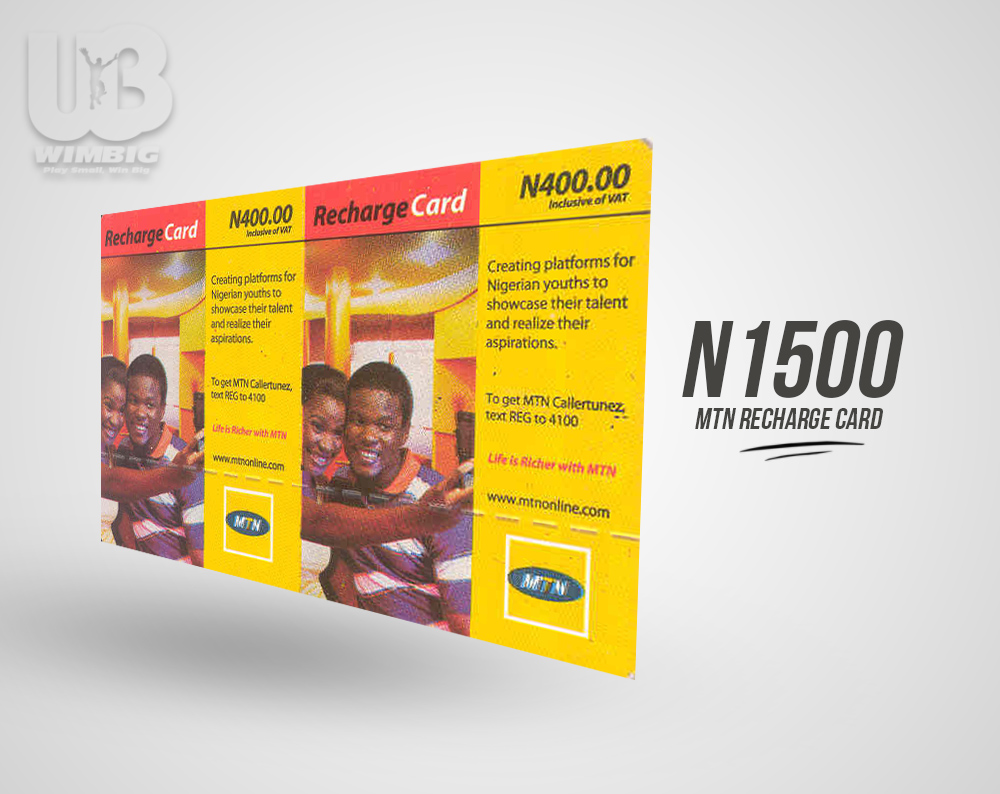 WB
WIMBIG
Play Small, Win Big
Recharge Card
N400.00
Inclusive of VAT
Creating platforms for
Nigerian youths to
showcase their talent
and realize their
aspirations.
To get MTN Callertunez,
text REG to 4100
Life is Richer with MTN
www.mtnonline.com
MTN
Recharge Card
N400.00
Inclusive of VAT
Creating platforms for
Nigerian youths to
showcase their talent
and realize their
aspirations.
To get MTN Callertunez,
text REG to 4100
Life is Richer with MTN
www.mtnonline.com
MTN
N1500
MTN RECHARGE CARD